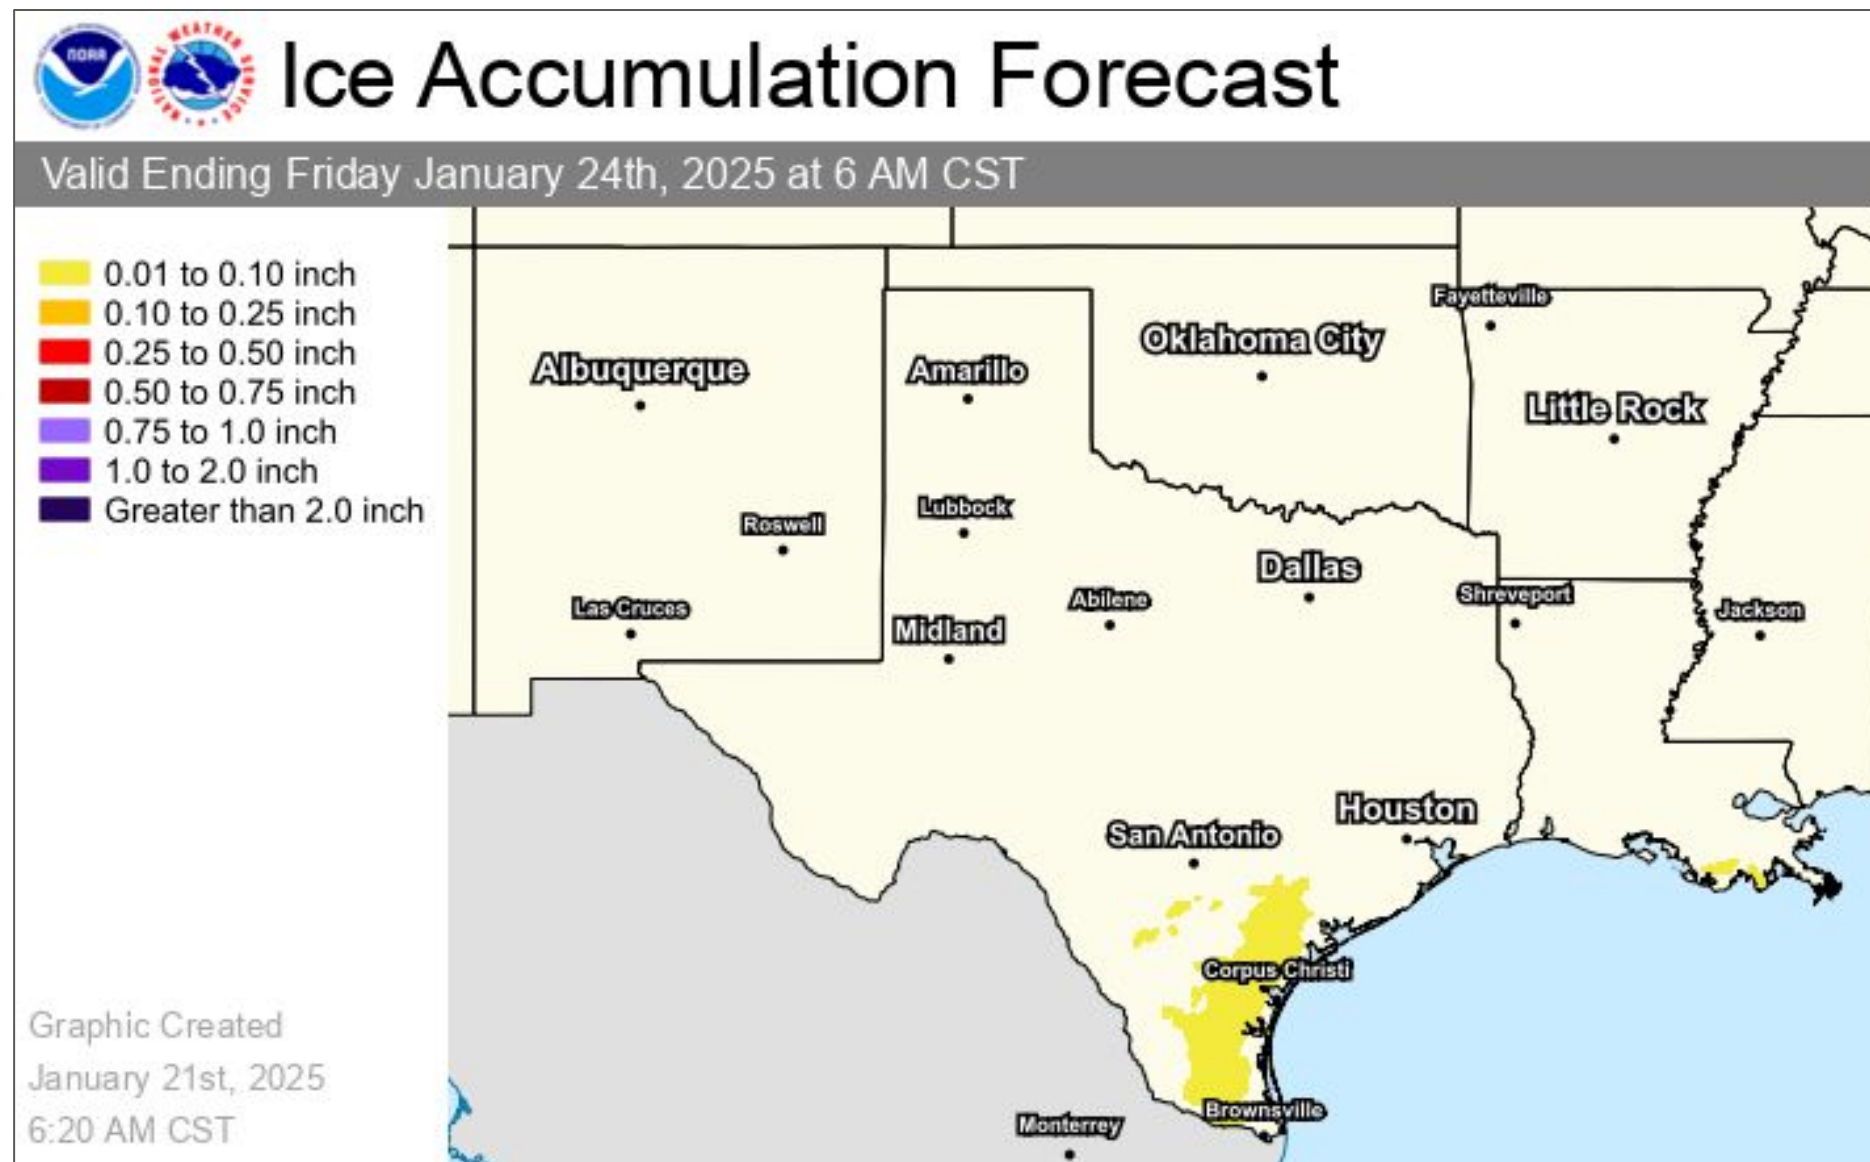 NOAA
NATIONAL WEATHER SERVICE
Ice Accumulation Forecast
Valid Ending Friday January 24th, 2025 at 6 AM CST
0.01 to 0.10 inch
0.10 to 0.25 inch
0.25 to 0.50 inch
0.50 to 0.75 inch
0.75 to 1.0 inch
1.0 to 2.0 inch
Greater than 2.0 inch
Fayetteville
Oklahoma City
Albuquerque
Amarillo
Little Rock
Lubbock
Roswell
Dallas
Shreveport
Abilene
Las Cruces
Jackson
Midland
Houston
San Antonio
Corpus Christi
Brownsville
Monterrey
Graphic Created
January 21st, 2025
6:20 AM CST